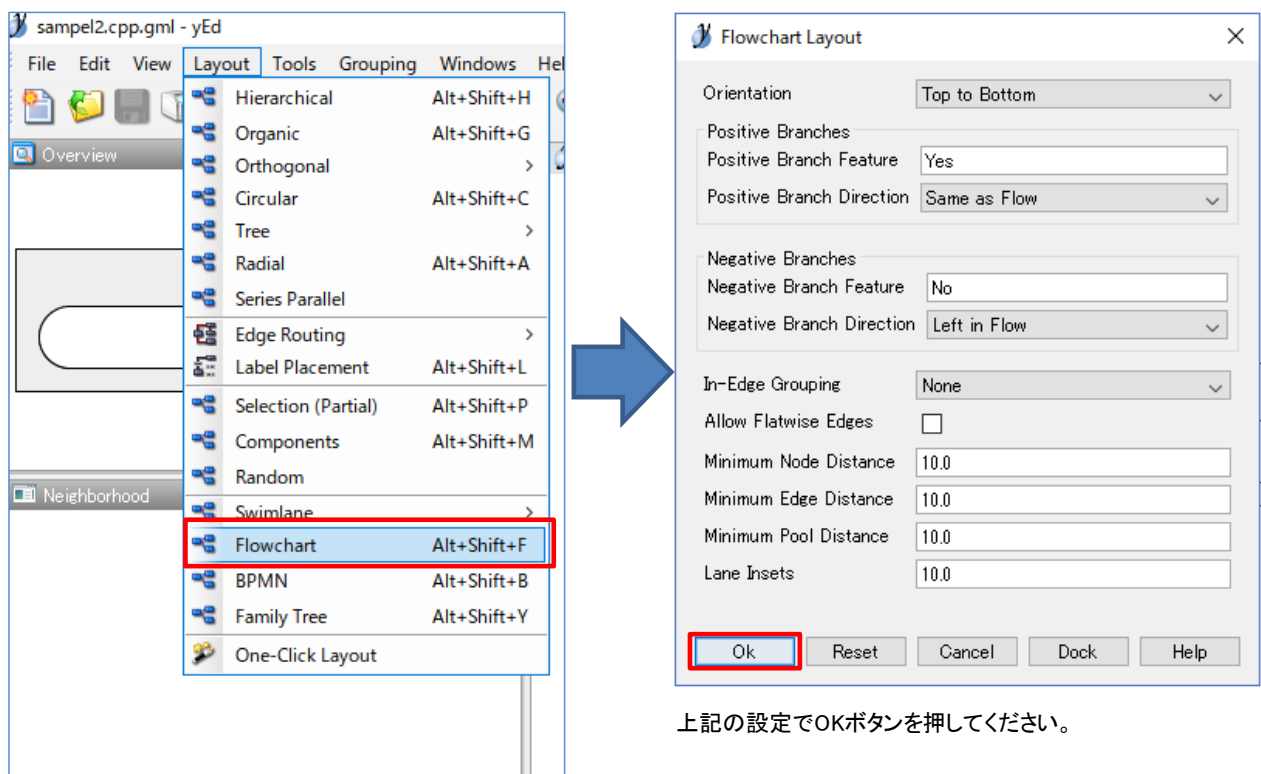 sampel2.cpp.gml - yEd
File Edit View Layout Tools Grouping Windows Hel
Overview
Neighborhood
Hierarchical Alt+Shift+H
Organic Alt+Shift+G
Orthogonal >
Circular Alt+Shift+C
Tree >
Radial Alt+Shift+A
Series Parallel
Edge Routing >
Label Placement Alt+Shift+L
Selection (Partial) Alt+Shift+P
Components Alt+Shift+M
Random
Swimlane >
Flowchart Alt+Shift+F
BPMN Alt+Shift+B
Family Tree Alt+Shift+Y
One-Click Layout
Flowchart Layout
Orientation Top to Bottom
Positive Branches
Positive Branch Feature Yes
Positive Branch Direction Same as Flow
Negative Branches
Negative Branch Feature No
Negative Branch Direction Left in Flow
In-Edge Grouping None
Allow Flatwise Edges
Minimum Node Distance 10.0
Minimum Edge Distance 10.0
Minimum Pool Distance 10.0
Lane Insets 10.0
Ok Reset Cancel Dock Help
上記の設定でOKボタンを押してください。